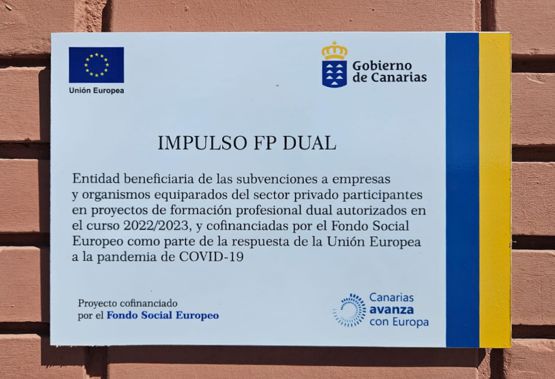 Unión Europea
Gobierno
de Canarias
IMPULSO FP DUAL
Entidad beneficiaria de las subvenciones a empresas
y organismos equiparados del sector privado participantes
en proyectos de formación profesional dual autorizados en
el curso 2022/2023, y cofinanciadas por el Fondo Social
Europeo como parte de la respuesta de la Unión Europea
a la pandemia de COVID-19
Proyecto cofinanciado
por el Fondo Social Europeo
Canarias
avanza
con Europa